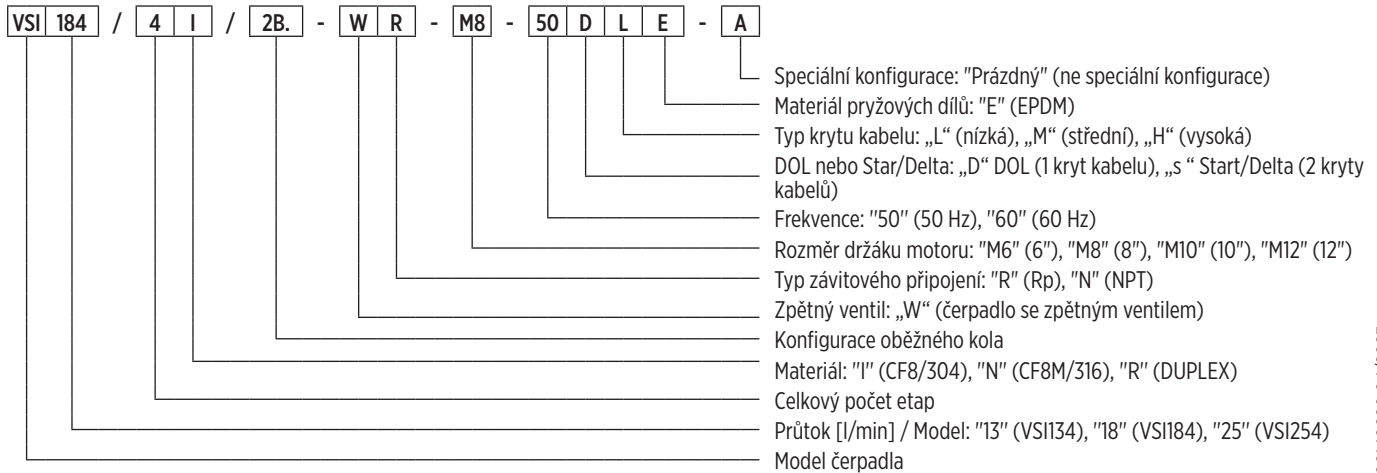 VSI 184 / 4 I / 2B. - W R - M8 - 50 D L E - A
Speciální konfigurace: "Prázdný" (ne speciální konfigurace)
Materiál pryžových dílů: "E" (EPDM)
Typ krytu kabelu: „L“ (nízká), „M“ (střední), „H“ (vysoká)
DOL nebo Star/Delta: „D“ DOL (1 kryt kabelu), „s “ Start/Delta (2 kryty
kabelů)
Frekvence: "50" (50 Hz), "60" (60 Hz)
Rozměr držáku motoru: "M6" (6"), "M8" (8"), "M10" (10"), "M12" (12")
Typ závitového připojení: "R" (Rp), "N" (NPT)
Zpětný ventil: „W“ (čerpadlo se zpětným ventilem)
Konfigurace oběžného kola
Materiál: "I" (CF8/304), "N" (CF8M/316), "R" (DUPLEX)
Celkový počet etap
Průtok [l/min] / Model: "13" (VSI134), "18" (VSI184), "25" (VSI254)
Model čerpadla